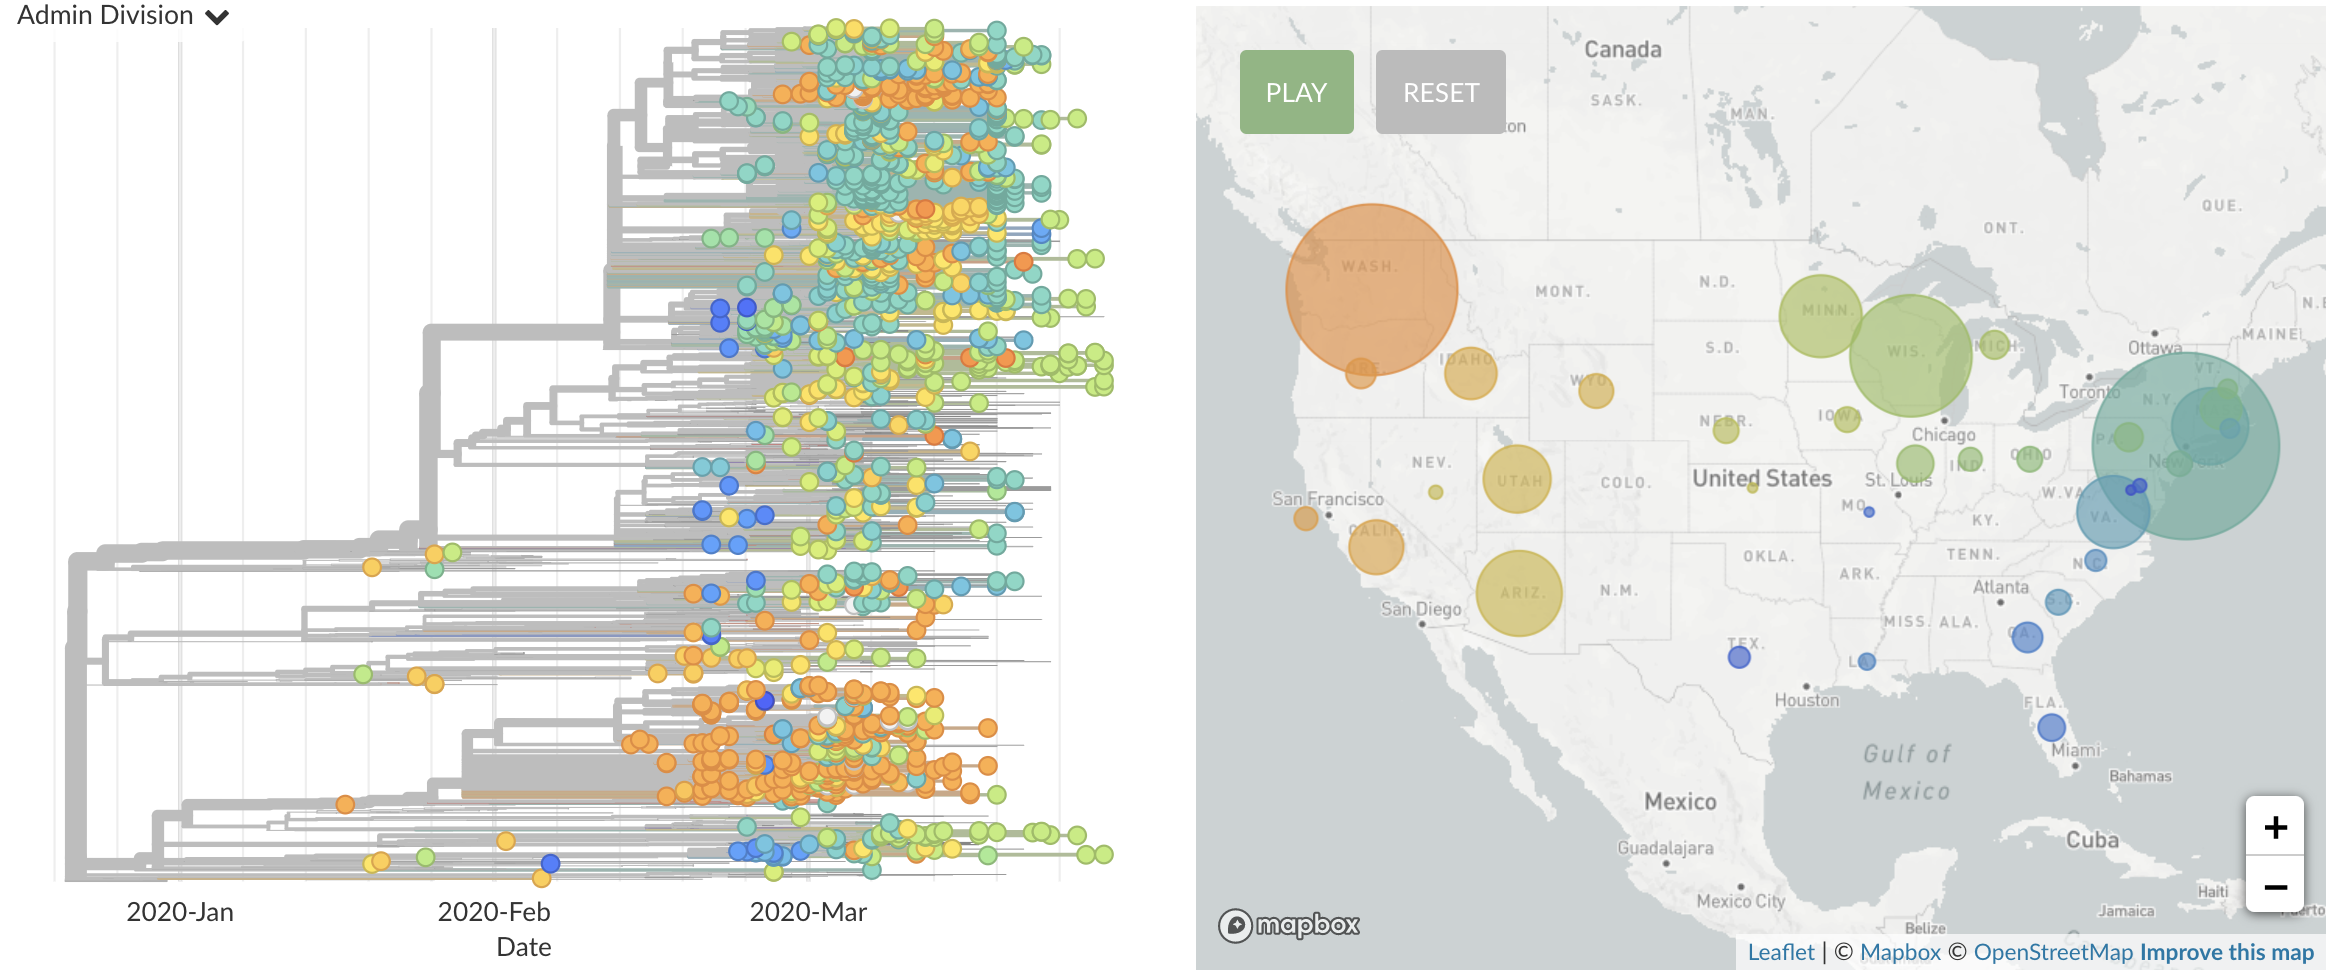 Admin Division
2020-Jan
2020-Feb
2020-Mar
Date
PLAY
RESET
Canada
SASK.
MAN.
ONT.
QUE.
WASH.
MONT.
N.D.
MINN.
S.D.
WIS.
MICH.
Ottawa
MAINE
Toronto
VT.
N.Y.
IDAHO
WYO.
NEBR.
IOWA
Chicago
PA.
NEV.
UTAH
COLO.
United States
St. Louis
IND.
OHIO
W.VA.
San Francisco
CALIF.
MO.
KY.
VA.
ARIZ.
N.M.
OKLA.
ARK.
TENN.
N.C.
San Diego
MISS.
ALA.
Atlanta
S.C.
GA.
TEX.
LA.
Houston
FLA.
Miami
Gulf of
Mexico
Bahamas
Mexico
Cuba
Guadalajara
Mexico City
Haiti
Jamaica
Belize
+
−
mapbox
Leaflet | © Mapbox © OpenStreetMap Improve this map